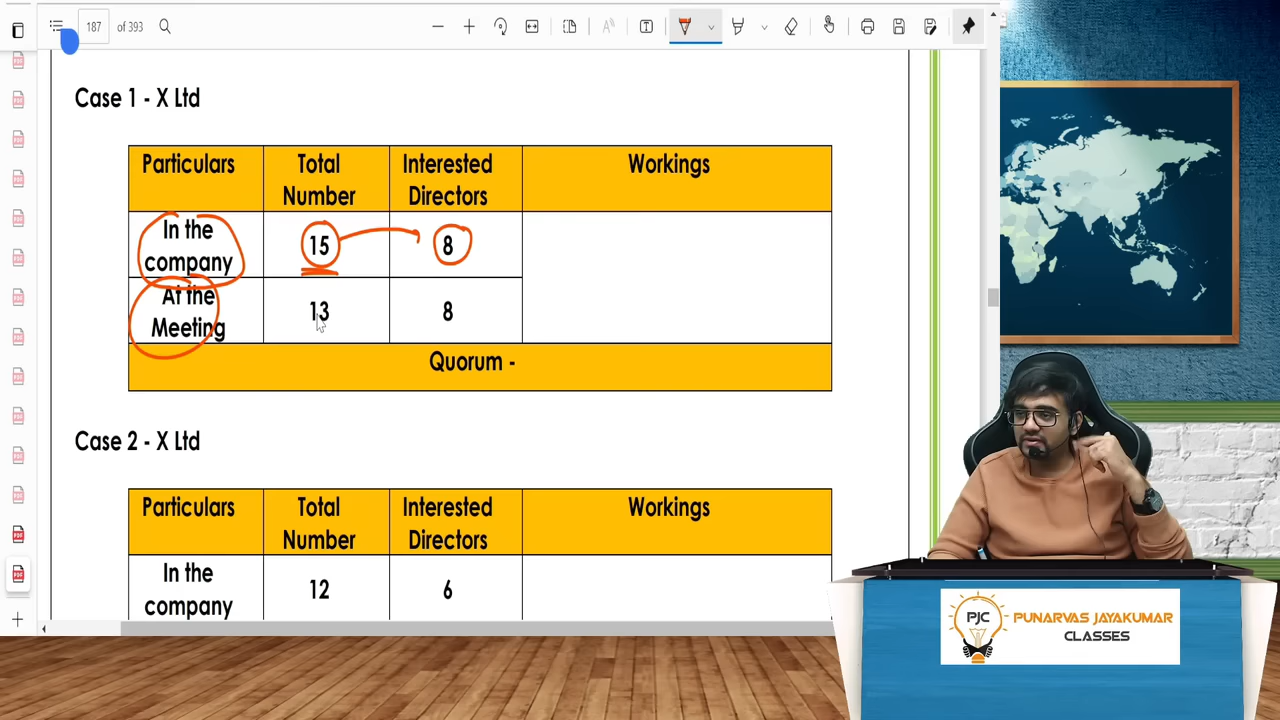 187 of 393
Case 1 - X Ltd
Particulars Total Number Interested Directors Workings
In the company 15 8
At the Meeting 13 8
Quorum -
Case 2 - X Ltd
Particulars Total Number Interested Directors Workings
In the company 12 6
PJC PUNARVAS JAYAKUMAR
CLASSES